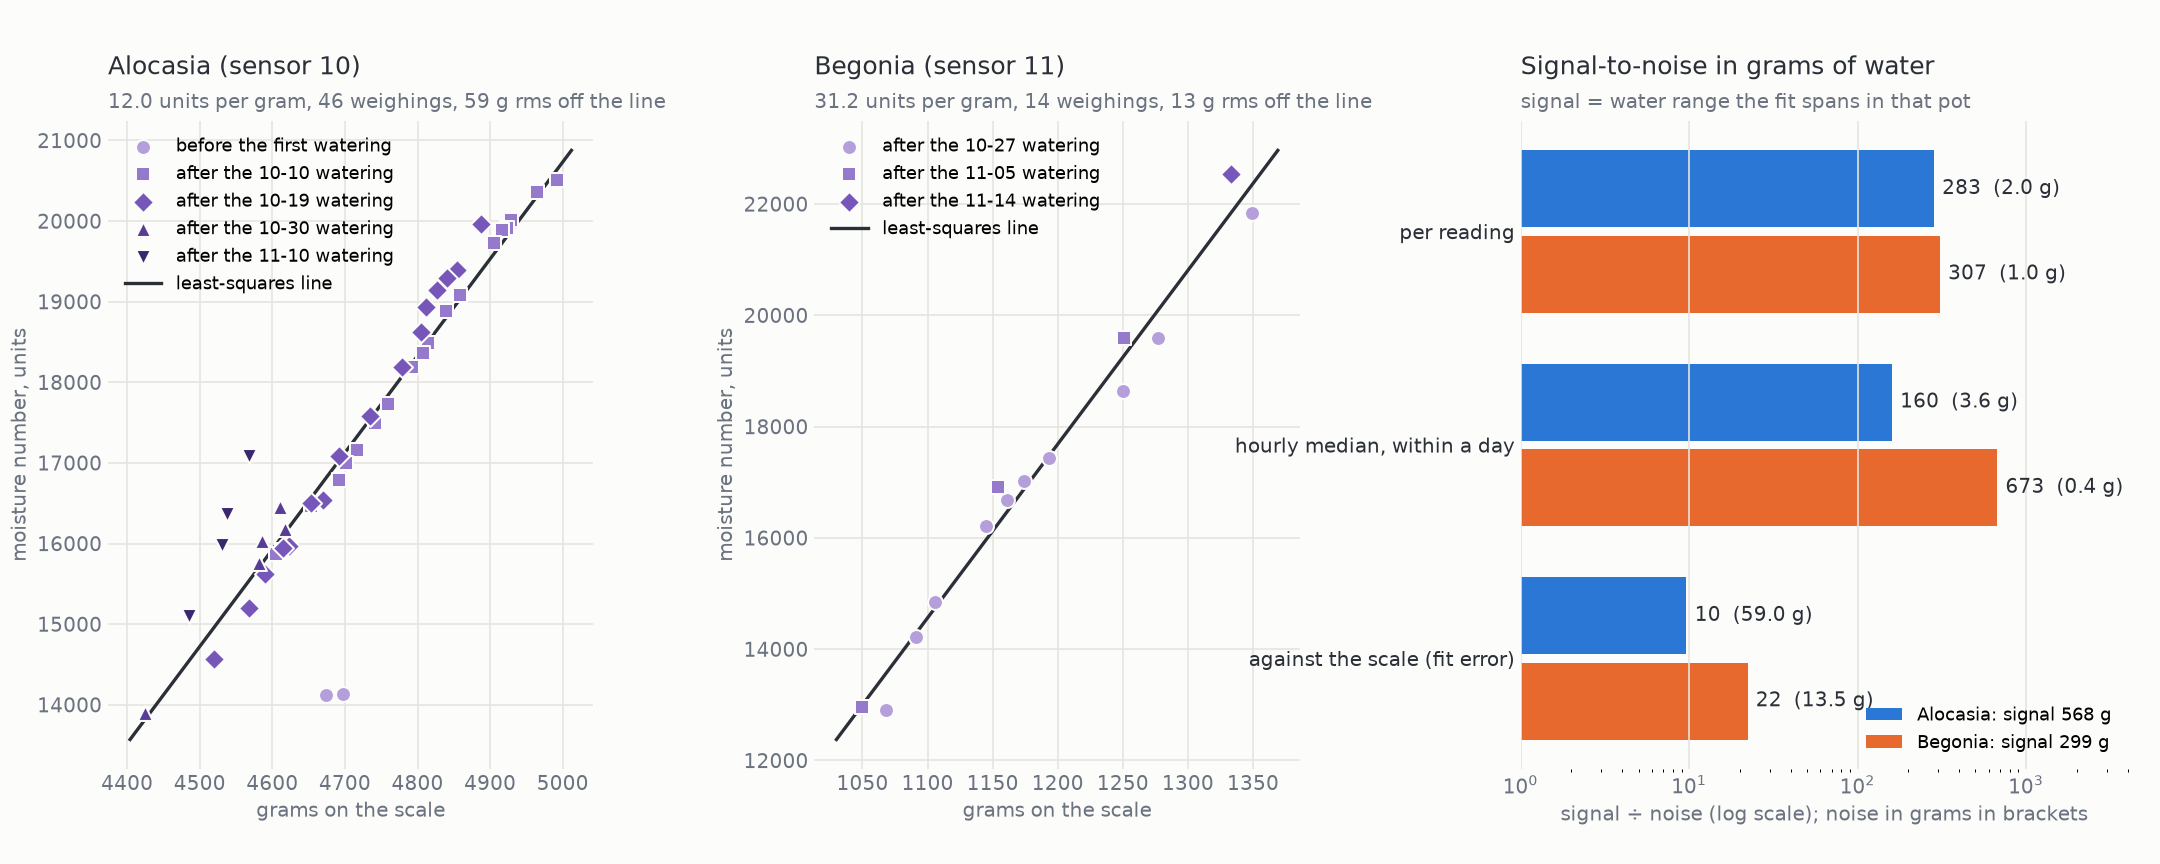 Alocasia (sensor 10)
12.0 units per gram, 46 weighings, 59 g rms off the line
before the first watering
after the 10-10 watering
after the 10-19 watering
after the 10-30 watering
after the 11-10 watering
least-squares line
21000
20000
19000
18000
17000
16000
15000
14000
moisture number, units
4400 4500 4600 4700 4800 4900 5000
grams on the scale
Begonia (sensor 11)
31.2 units per gram, 14 weighings, 13 g rms off the line
after the 10-27 watering
after the 11-05 watering
after the 11-14 watering
least-squares line
22000
20000
18000
16000
14000
12000
moisture number, units
1050 1100 1150 1200 1250 1300 1350
grams on the scale
Signal-to-noise in grams of water
signal = water range the fit spans in that pot
per reading
283 (2.0 g)
307 (1.0 g)
hourly median, within a day
160 (3.6 g)
673 (0.4 g)
against the scale (fit error)
10 (59.0 g)
22 (13.5 g)
Alocasia: signal 568 g
Begonia: signal 299 g
10⁰ 10¹ 10² 10³
signal ÷ noise (log scale); noise in grams in brackets